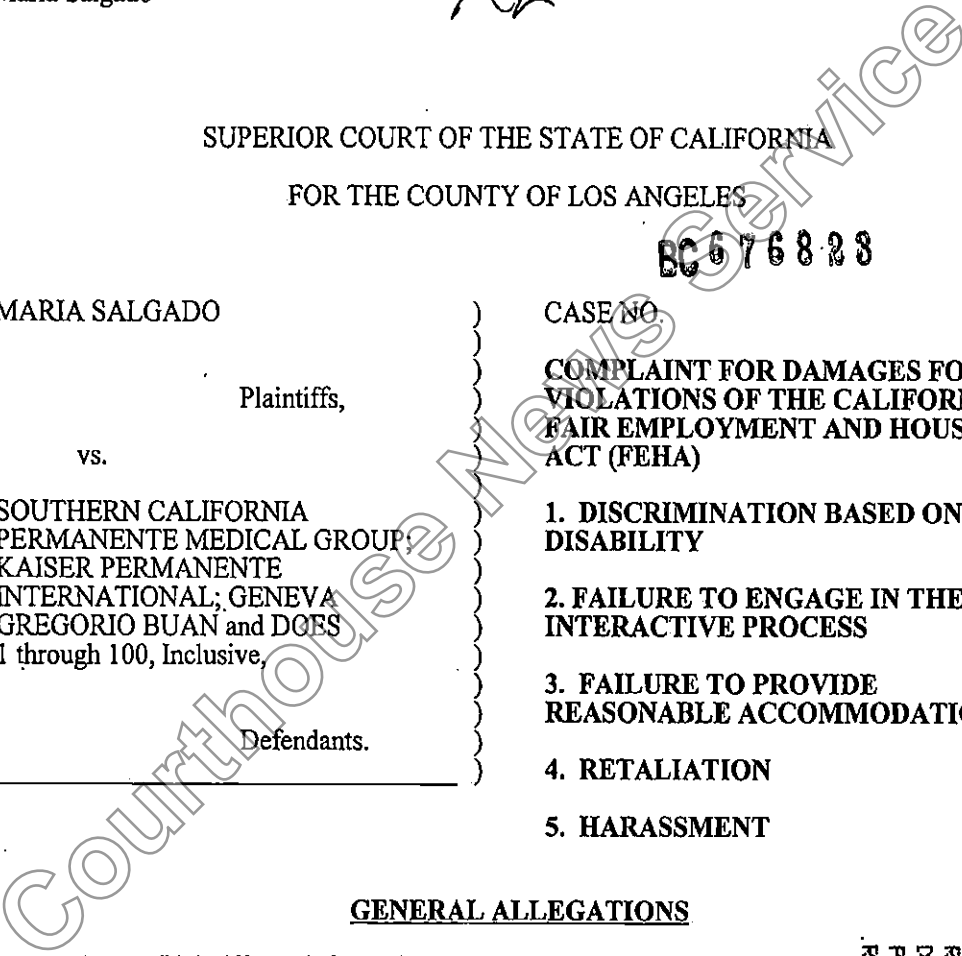 Maria Salgado
SUPERIOR COURT OF THE STATE OF CALIFORNIA
FOR THE COUNTY OF LOS ANGELES
BC676828
MARIA SALGADO
Plaintiffs,
vs.
SOUTHERN CALIFORNIA
PERMANENTE MEDICAL GROUP;
KAISER PERMANENTE
INTERNATIONAL; GENEVA
GREGORIO BUAN and DOES
1 through 100, Inclusive,
Defendants.
CASE NO.
COMPLAINT FOR DAMAGES FO
VIOLATIONS OF THE CALIFOR
FAIR EMPLOYMENT AND HOUS
ACT (FEHA)
1. DISCRIMINATION BASED ON
DISABILITY
2. FAILURE TO ENGAGE IN THE
INTERACTIVE PROCESS
3. FAILURE TO PROVIDE
REASONABLE ACCOMMODATI
4. RETALIATION
5. HARASSMENT
GENERAL ALLEGATIONS
Courthouse News Service